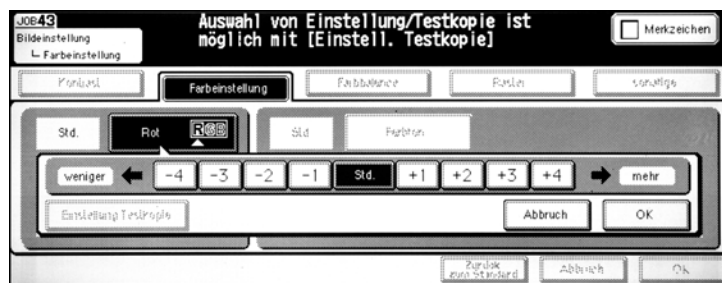 JOB43
Auswahl von Einstellung/Testkopie ist
möglich mit [Einstell. Testkopie]
Merkzeichen
Bildeinstellung
Farbeinstellung
Kontrast
Farbeinstellung
Farbbalance
Raster
sonstige
Std.
Rot
RGB
Std
Farbton
weniger
-4
-3
-2
-1
Std.
+1
+2
+3
+4
mehr
Einstellung Testkopie
Abbruch
OK
Zurück
zum Standard
Abbruch
OK